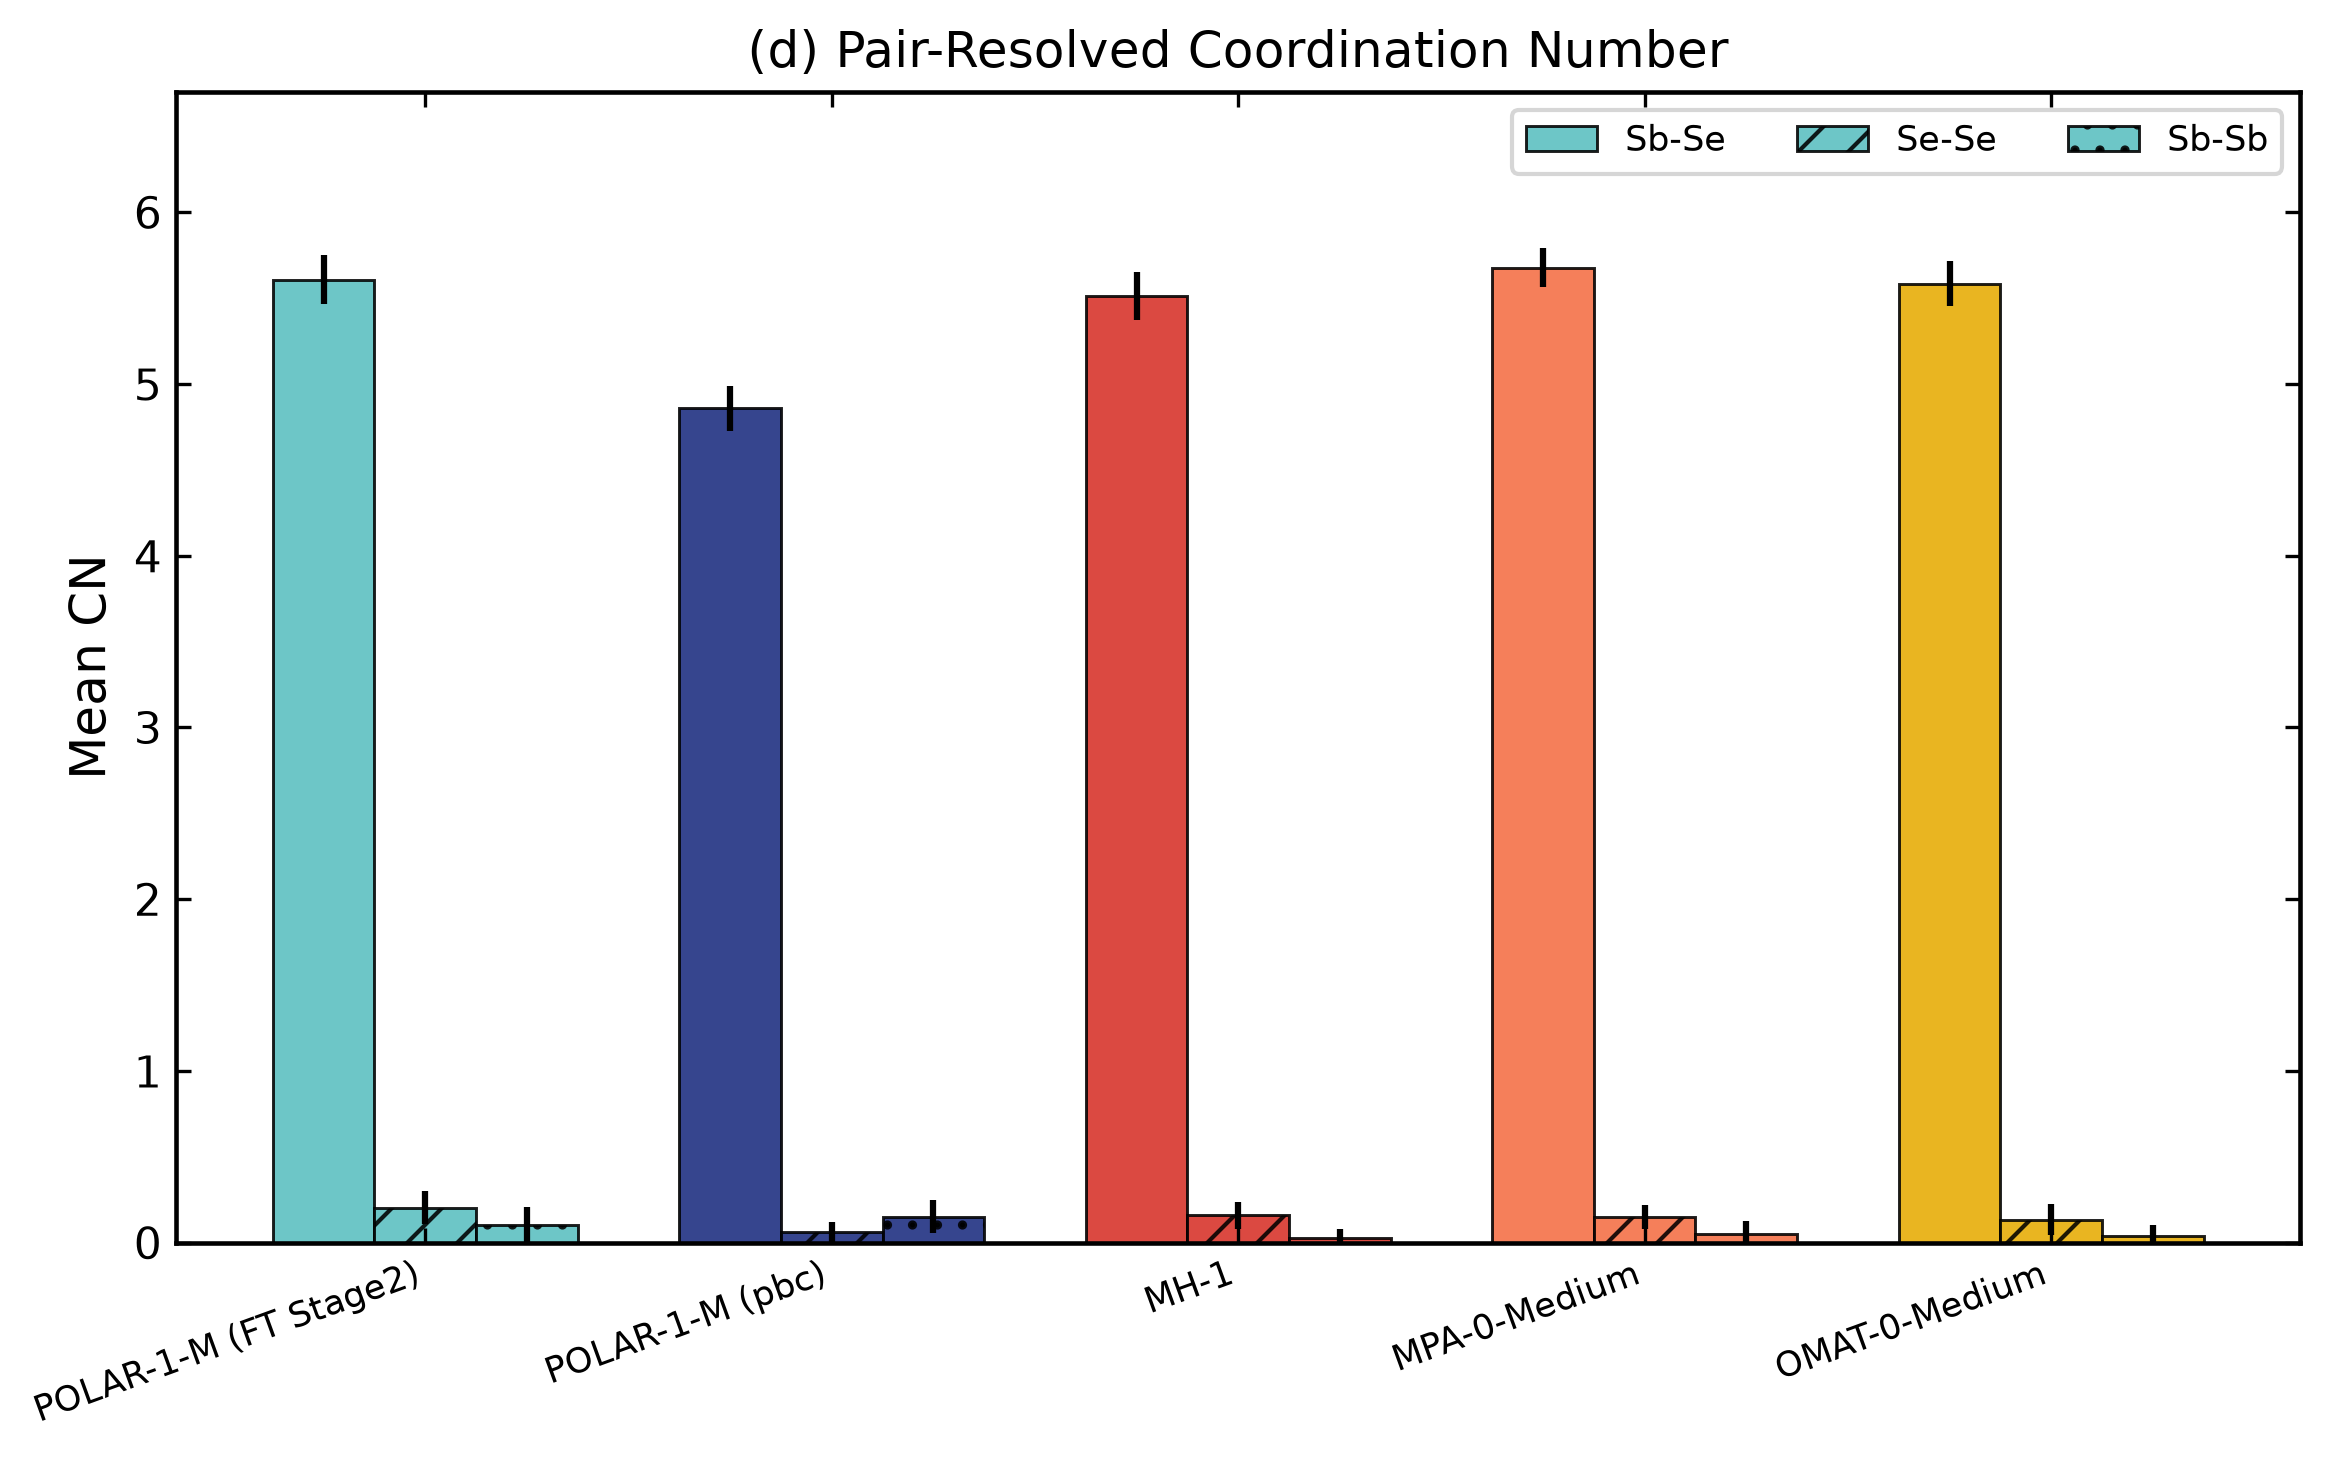 (d) Pair-Resolved Coordination Number
Sb-Se
Se-Se
Sb-Sb
Mean CN
6
5
4
3
2
1
0
POLAR-1-M (FT Stage2)
POLAR-1-M (pbc)
MH-1
MPA-0-Medium
OMAT-0-Medium